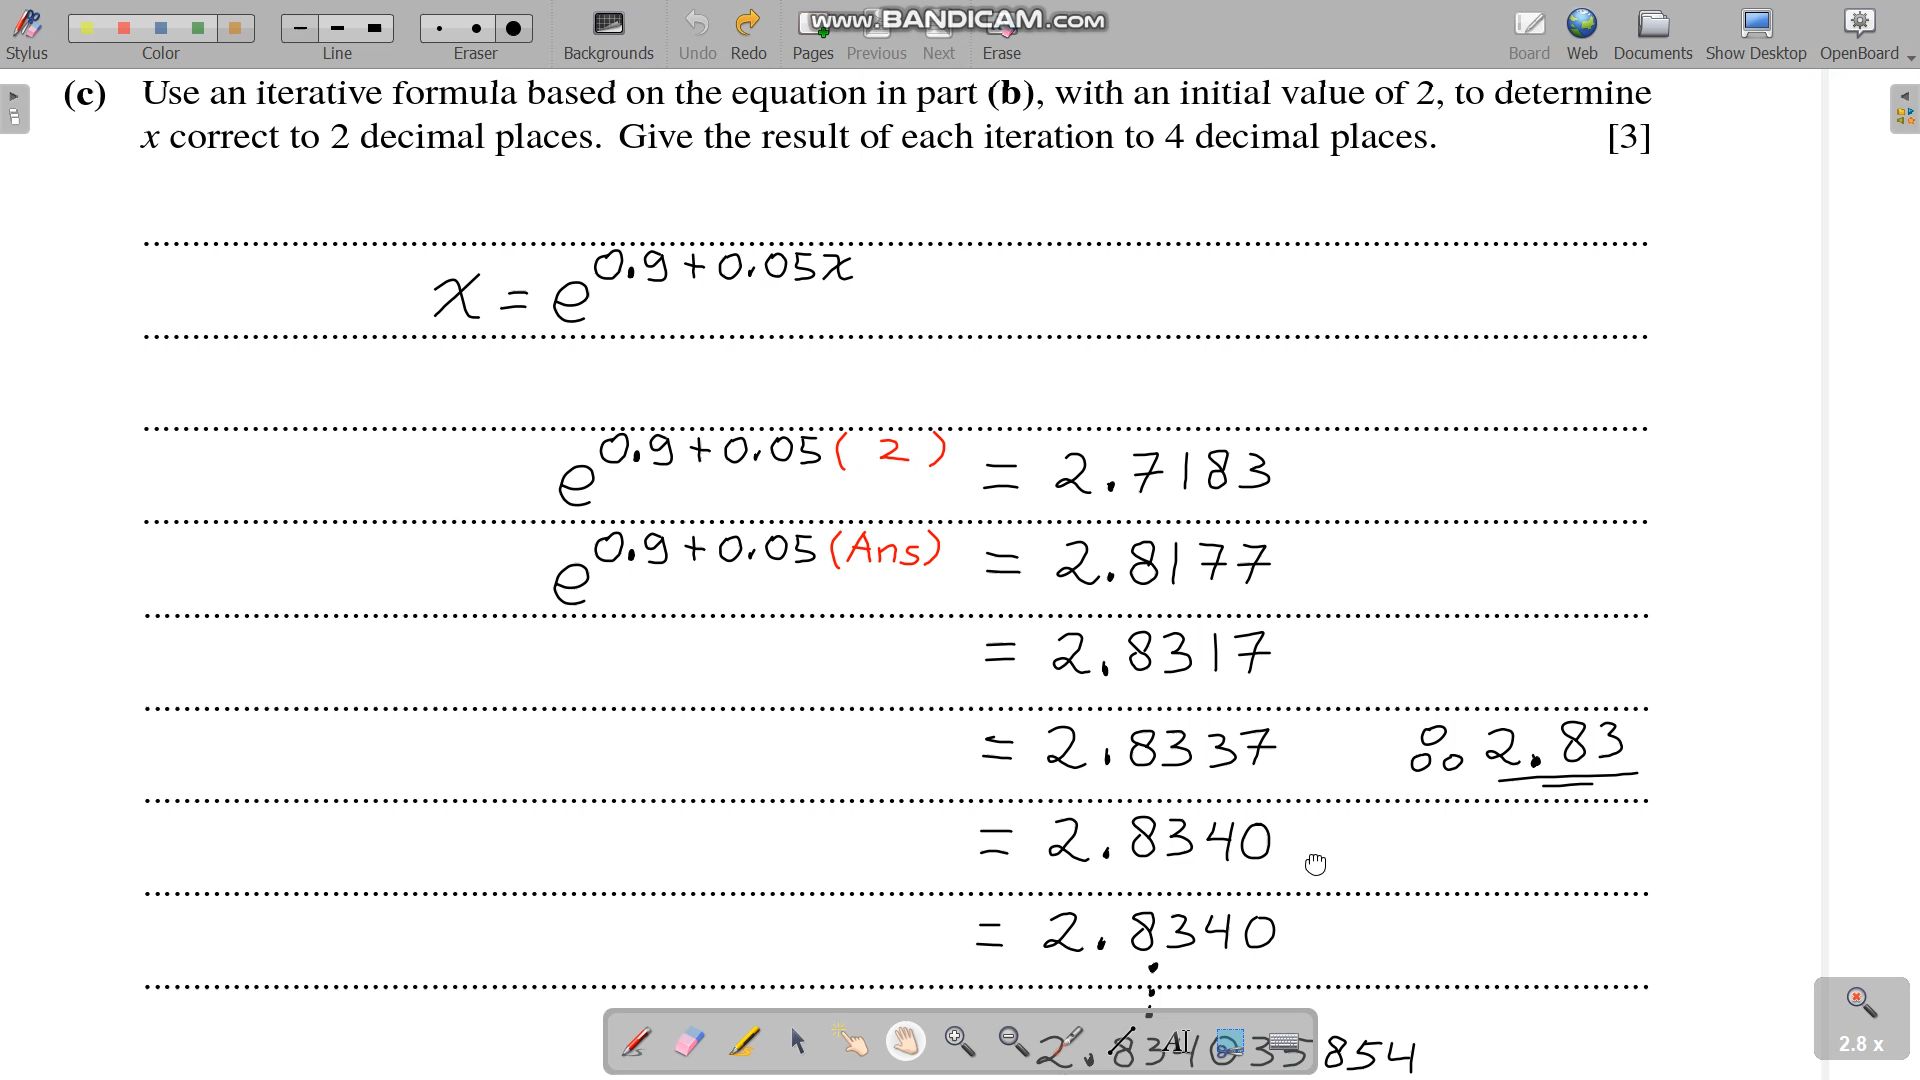 www.BANDICAM.com
Stylus Color Line Eraser Backgrounds Undo Redo Pages Previous Next Erase Board Web Documents Show Desktop OpenBoard
(c) Use an iterative formula based on the equation in part (b), with an initial value of 2, to determine
x correct to 2 decimal places. Give the result of each iteration to 4 decimal places. [3]
x = e^{0.9 + 0.05x}
e^{0.9 + 0.05(2)} = 2.7183
e^{0.9 + 0.05(Ans)} = 2.8177
= 2.8317
= 2.8337 ∴ 2.83
= 2.8340
= 2.8340
2.8 x